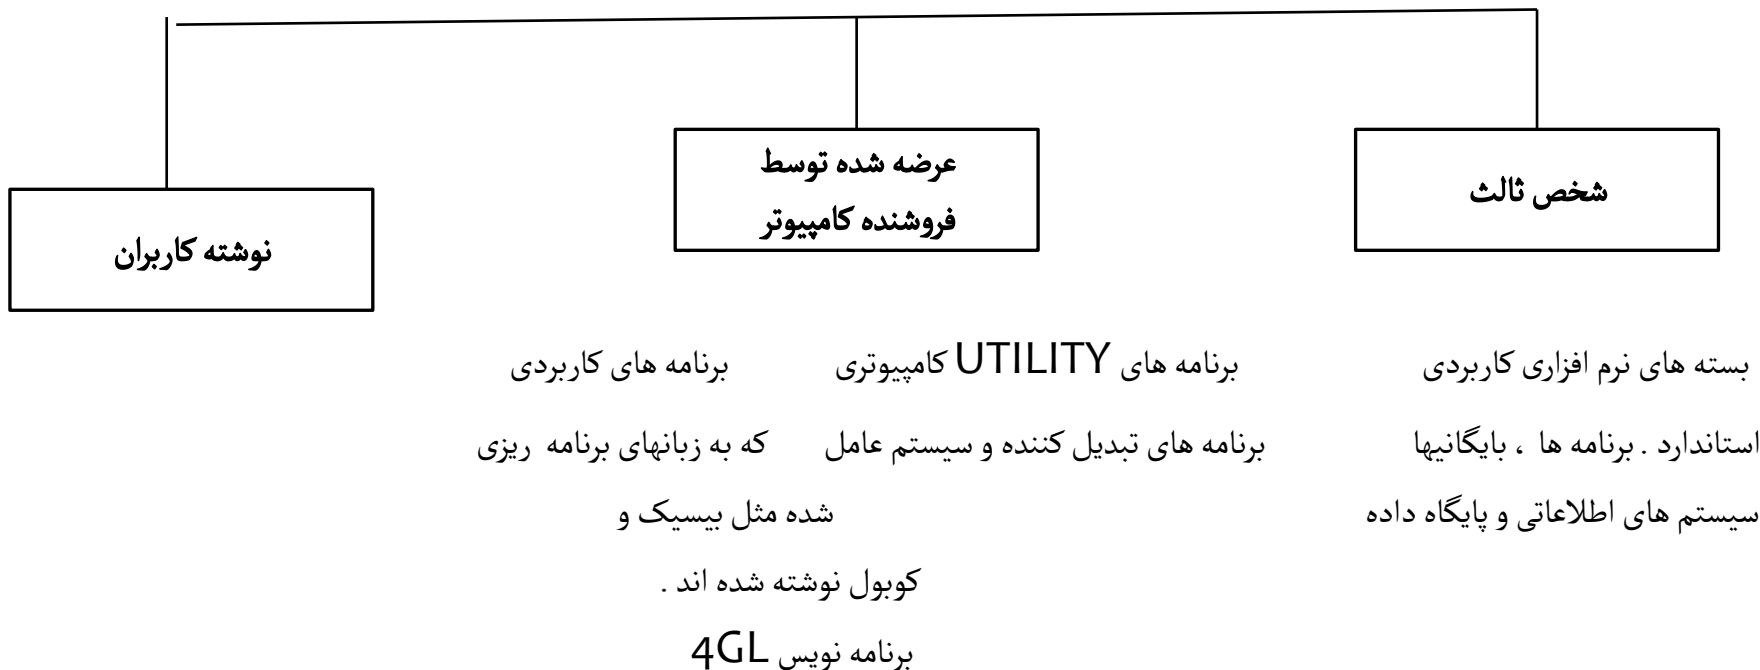 شخص ثالث
عرضه شده توسط
فروشنده کامپیوتر
نوشته کاربران
بسته های نرم افزاری کاربردی برنامه های UTILITY کامپیوتری برنامه های کاربردی
استاندارد . برنامه ها ، بایگانیها برنامه های تبدیل کننده و سیستم عامل که به زبانهای برنامه ریزی
سیستم های اطلاعاتی و پایگاه داده شده مثل بیسیک و
کوبول نوشته شده اند .
برنامه نویس 4GL